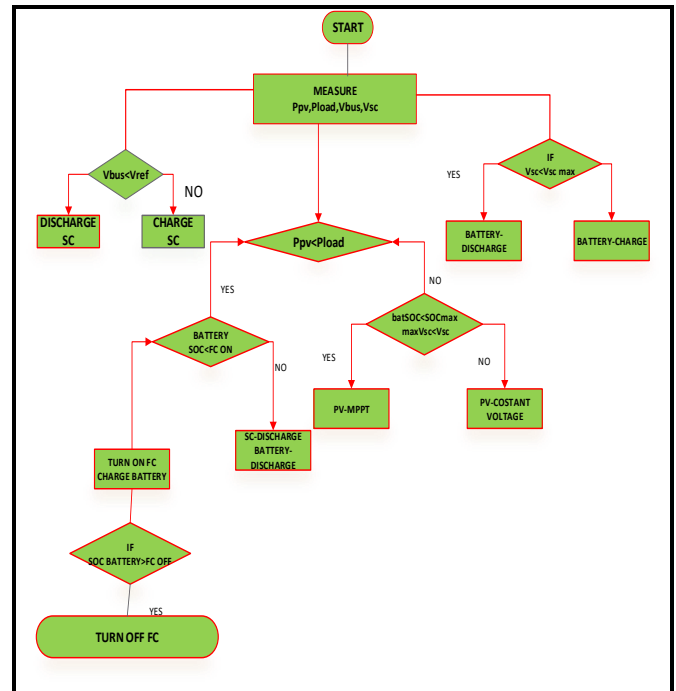 START
MEASURE
Ppv,Pload,Vbus,Vsc
Vbus<Vref
NO
DISCHARGE
SC
CHARGE
SC
IF
Vsc<Vsc max
YES
BATTERY-
DISCHARGE
BATTERY-CHARGE
Ppv<Pload
YES
NO
BATTERY
SOC<FC ON
NO
batSOC<SOCmax
maxVsc<Vsc
YES
NO
PV-MPPT
PV-COSTANT
VOLTAGE
SC-DISCHARGE
BATTERY-
DISCHARGE
TURN ON FC
CHARGE BATTERY
IF
SOC BATTERY>FC OFF
YES
TURN OFF FC